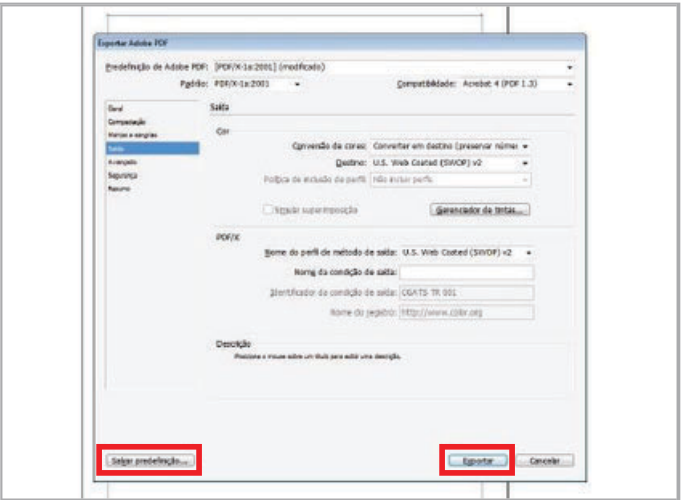 Exportar Adobe PDF
Predefinição de Adobe PDF: [PDF/X-1a:2001] (modificado)
Padrão: PDF/X-1a:2001 Compatibilidade: Acrobat 4 (PDF 1.3)
Geral
Compactação
Marcas e sangrias
Saída
Avançado
Segurança
Resumo
Saída
Cor
Conversão de cores: Converter em destino (preservar númer
Destino: U.S. Web Coated (SWOP) v2
Política de inclusão de perfil: Não incluir perfis
Simular superimposição Gerenciador de tintas...
PDF/X
Nome do perfil de método de saída: U.S. Web Coated (SWOP) v2
Nome da condição de saída:
Identificador da condição de saída: CGATS TR 001
Nome do registro: http://www.color.org
Descrição
Posicione o mouse sobre um título para exibir uma descrição.
Salvar predefinição... Exportar Cancelar